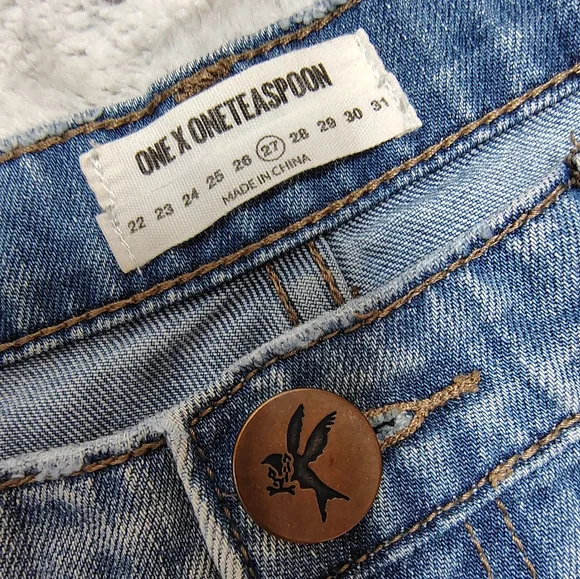 ONE X ONETEASPOON
22 23 24 25 26 27 28 29 30 31
MADE IN CHINA